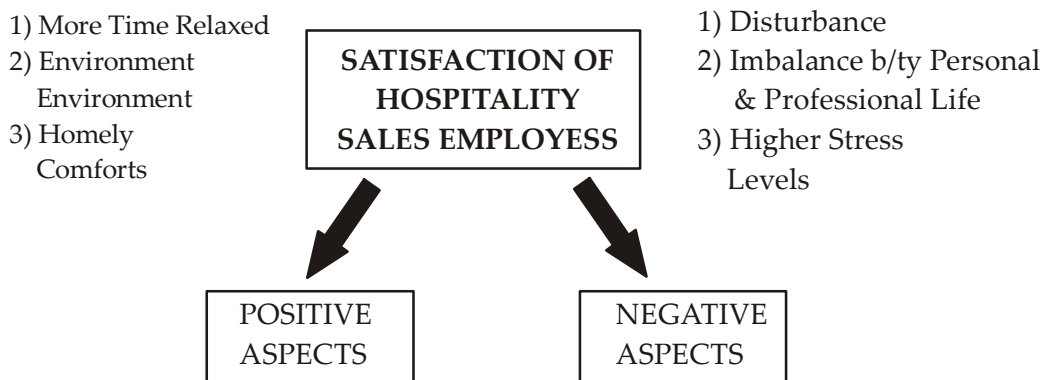 1) More Time Relaxed
2) Environment
Environment
3) Homely
Comforts
SATISFACTION OF
HOSPITALITY
SALES EMPLOYESS
1) Disturbance
2) Imbalance b/ty Personal
& Professional Life
3) Higher Stress
Levels
POSITIVE
ASPECTS
NEGATIVE
ASPECTS